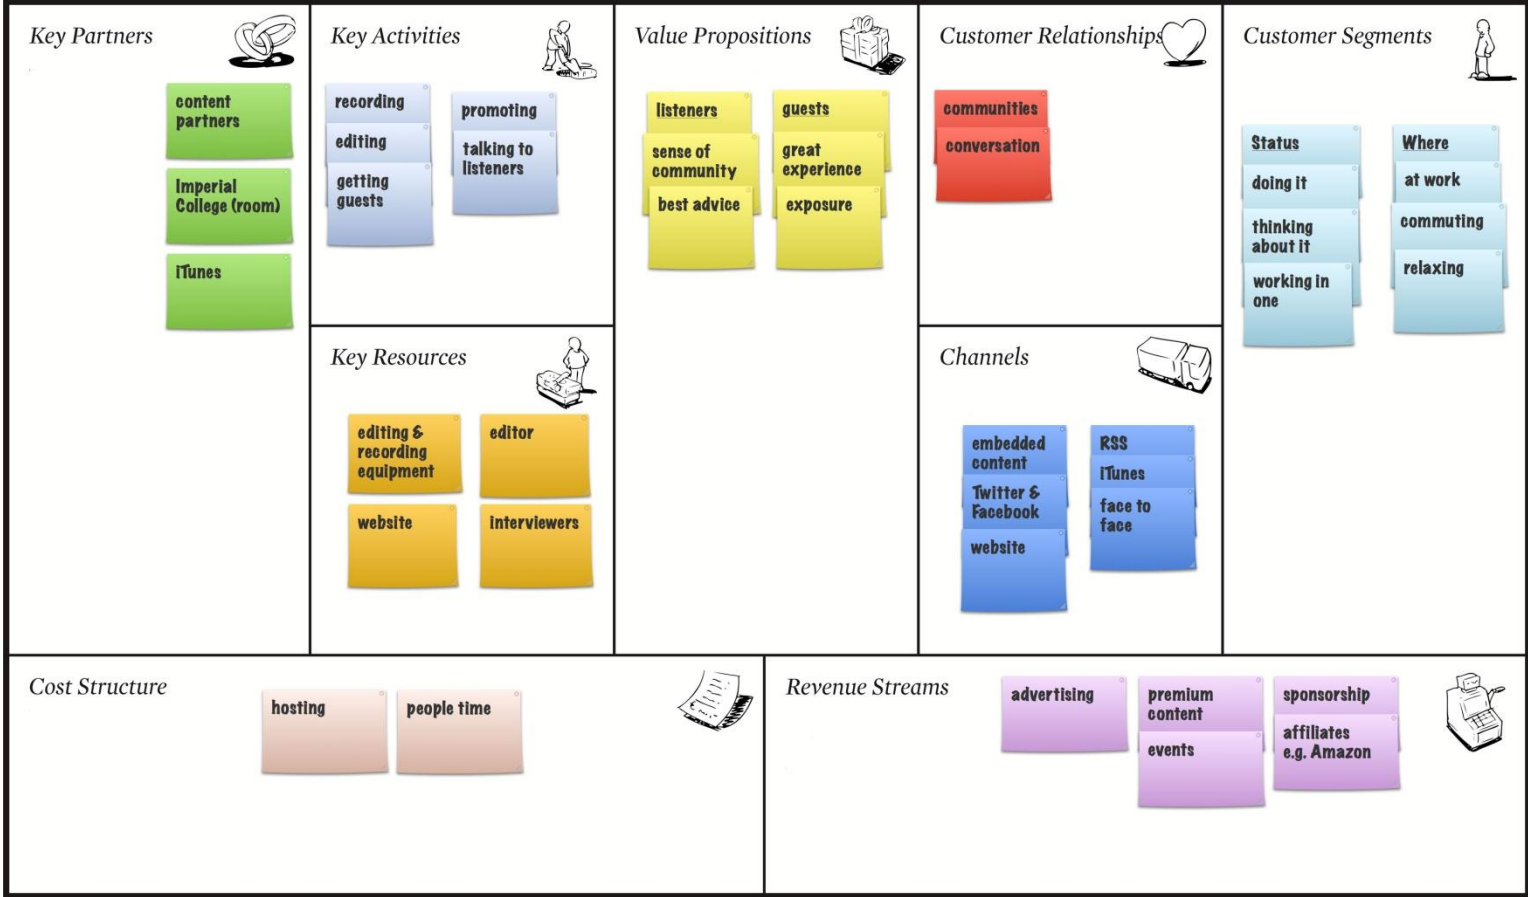 Key Partners
content
partners
Imperial
College (room)
iTunes
Key Activities
recording
editing
getting
guests
promoting
talking to
listeners
Key Resources
editing &
recording
equipment
editor
website
interviewers
Value Propositions
listeners
sense of
community
best advice
guests
great
experience
exposure
Customer Relationships
communities
conversation
Channels
embedded
content
Twitter &
Facebook
website
RSS
iTunes
face to
face
Customer Segments
Status
doing it
thinking
about it
working in
one
Where
at work
commuting
relaxing
Cost Structure
hosting
people time
Revenue Streams
advertising
premium
content
events
sponsorship
affiliates
e.g. Amazon